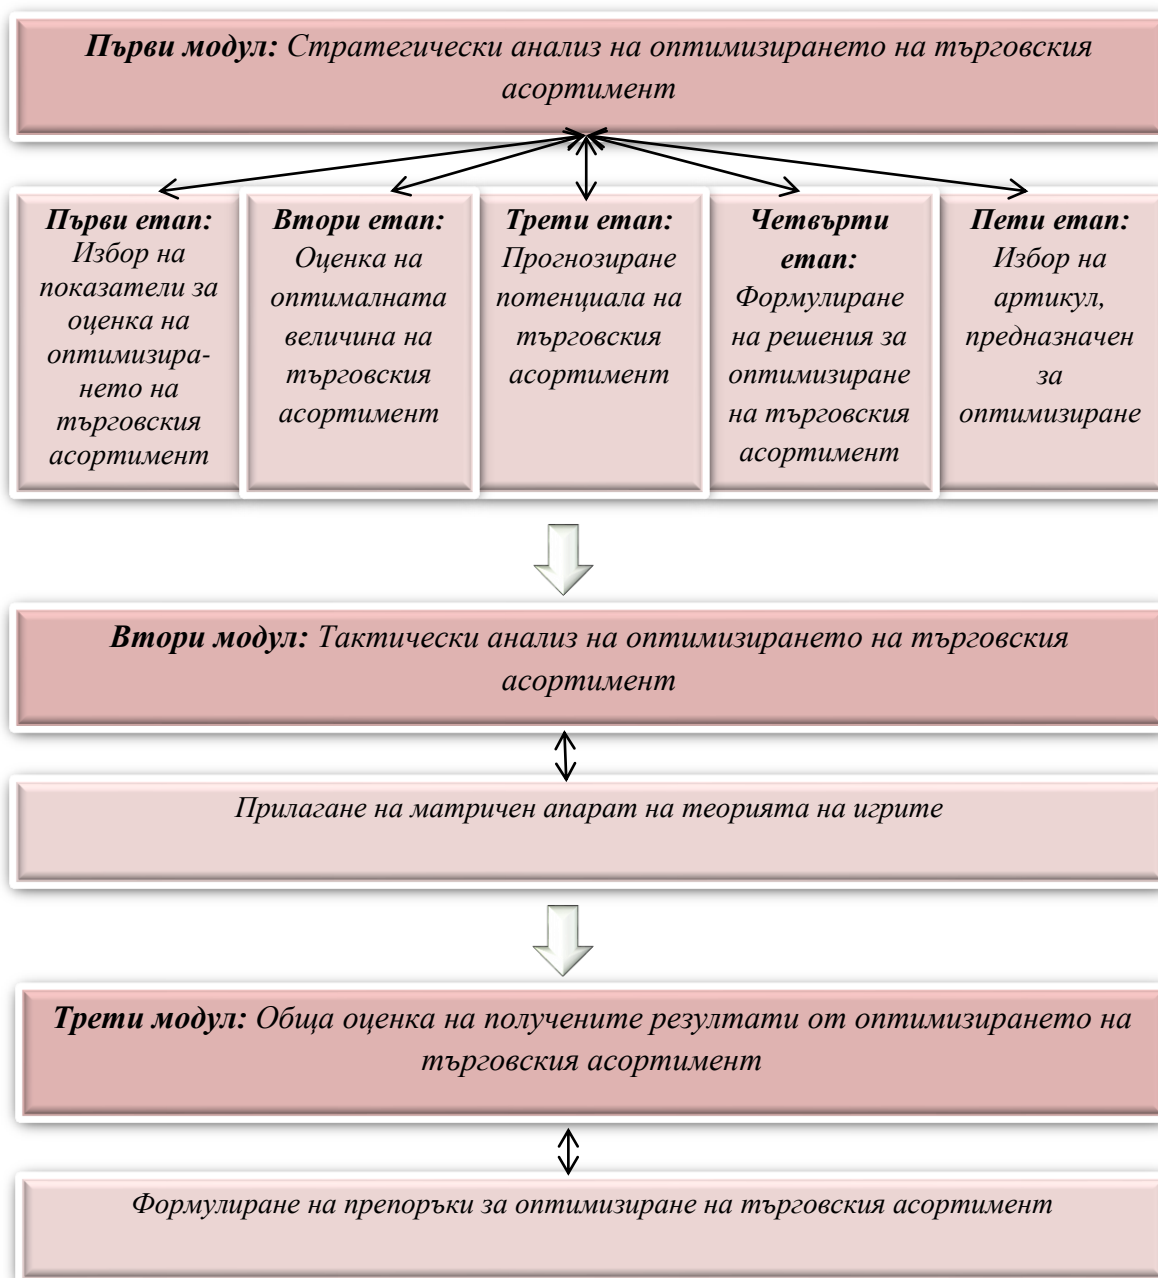 Първи модул: Стратегически анализ на оптимизирането на търговския
асортимент
Първи етап:
Избор на
показатели за
оценка на
оптимизира-
нето на
търговския
асортимент
Втори етап:
Оценка на
оптималната
величина на
търговския
асортимент
Трети етап:
Прогнозиране
потенциала на
търговския
асортимент
Четвърти
етап:
Формулиране
на решения за
оптимизиране
на търговския
асортимент
Пети етап:
Избор на
артикул,
предназначен
за
оптимизиране
Втори модул: Тактически анализ на оптимизирането на търговския
асортимент
Прилагане на матричен апарат на теорията на игрите
Трети модул: Обща оценка на получените резултати от оптимизирането на
търговския асортимент
Формулиране на препоръки за оптимизиране на търговския асортимент